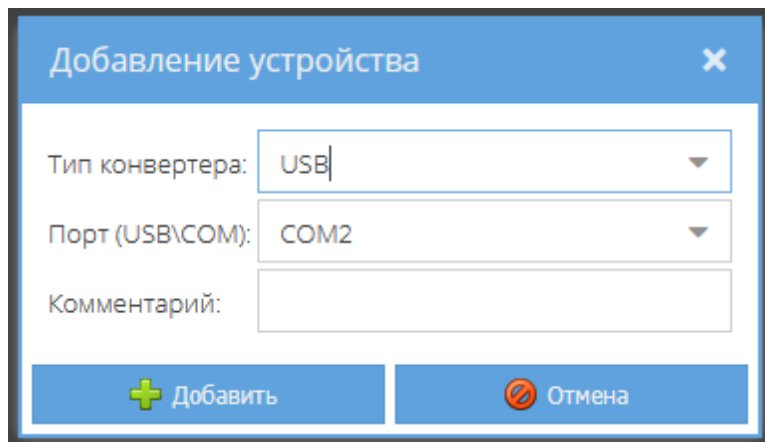 Добавление устройства
Тип конвертера: USB
Порт (USB\COM): COM2
Комментарий:
Добавить Отмена